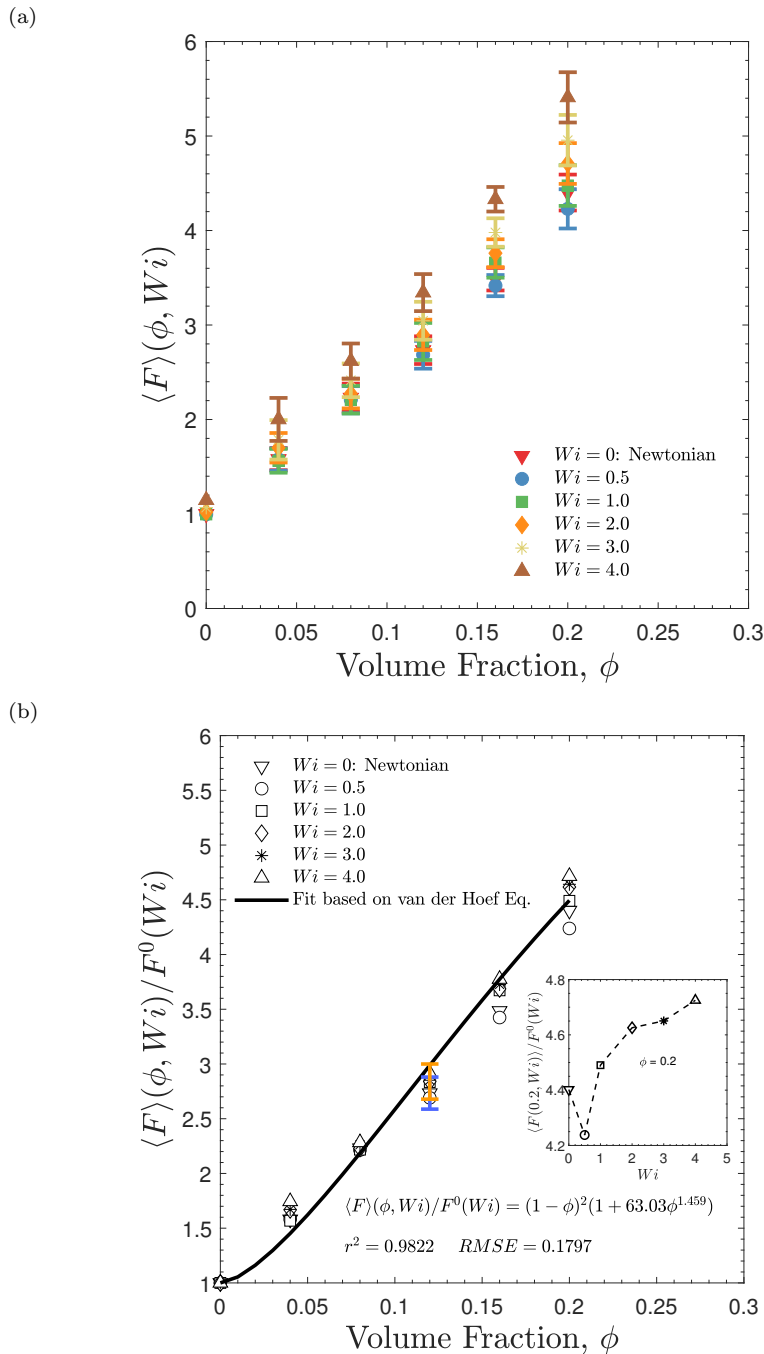 (a)
6
5
4
3
2
1
0
⟨F⟩(ϕ, Wi)
Wi = 0: Newtonian
Wi = 0.5
Wi = 1.0
Wi = 2.0
Wi = 3.0
Wi = 4.0
0 0.05 0.1 0.15 0.2 0.25 0.3
Volume Fraction, ϕ
(b)
6
5.5
5
4.5
4
3.5
3
2.5
2
1.5
1
⟨F⟩(ϕ, Wi)/F⁰(Wi)
Wi = 0: Newtonian
Wi = 0.5
Wi = 1.0
Wi = 2.0
Wi = 3.0
Wi = 4.0
Fit based on van der Hoef Eq.
4.8
4.6
4.4
4.2
⟨F(0.2, Wi)⟩/F⁰(Wi)
ϕ = 0.2
0 1 2 3 4 5
Wi
⟨F⟩(ϕ, Wi)/F⁰(Wi) = (1 − ϕ)²(1 + 63.03ϕ¹·⁴⁵⁹)
r² = 0.9822 RMSE = 0.1797
0 0.05 0.1 0.15 0.2 0.25 0.3
Volume Fraction, ϕ